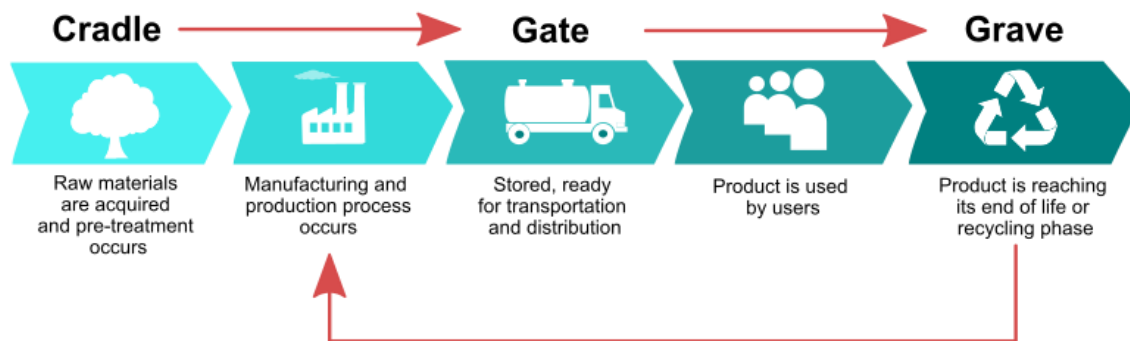 Cradle
Gate
Grave
Raw materials
are acquired
and pre-treatment
occurs
Manufacturing and
production process
occurs
Stored, ready
for transportation
and distribution
Product is used
by users
Product is reaching
its end of life or
recycling phase